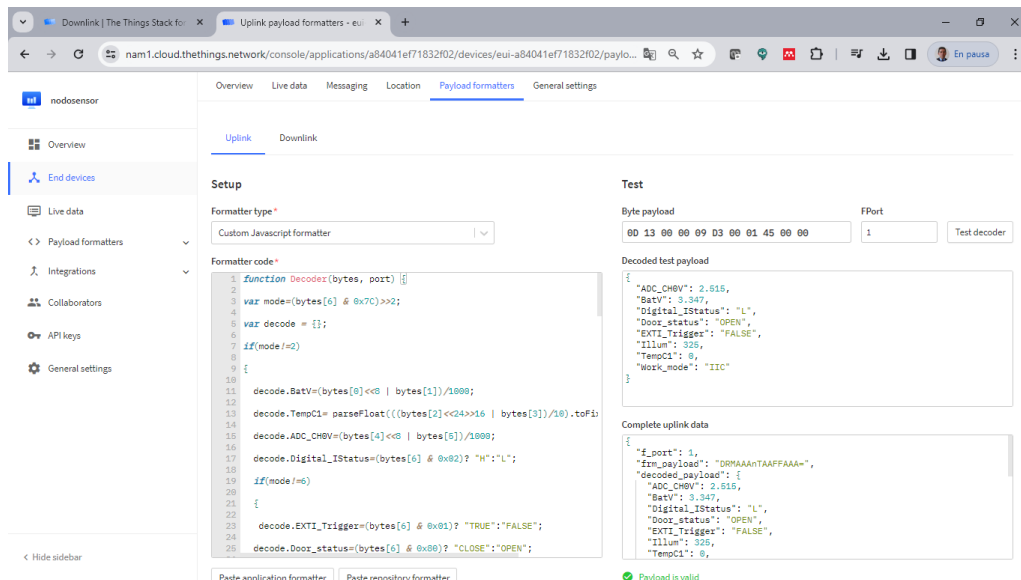 Downlink | The Things Stack for
Uplink payload formatters - eui
nam1.cloud.thethings.network/console/applications/a84041ef71832f02/devices/eui-a84041ef71832f02/paylo...
En pausa
nodosensor
Overview
End devices
Live data
Payload formatters
Integrations
Collaborators
API keys
General settings
< Hide sidebar
Overview Live data Messaging Location Payload formatters General settings
Uplink Downlink
Setup
Formatter type *
Custom Javascript formatter
Formatter code *
1 function Decoder(bytes, port) {
2
3 var mode=(bytes[6] & 0x7C)>>2;
4
5 var decode = {};
6
7 if(mode!=2)
8
9 {
10
11 decode.BatV=(bytes[0]<<8 | bytes[1])/1000;
12
13 decode.TempC1= parseFloat(((bytes[2]<<24>>16 | bytes[3])/10).toFix
14
15 decode.ADC_CH0V=(bytes[4]<<8 | bytes[5])/1000;
16
17 decode.Digital_IStatus=(bytes[6] & 0x02)? "H":"L";
18
19 if(mode!=6)
20
21 {
22
23 decode.EXTI_Trigger=(bytes[6] & 0x01)? "TRUE":"FALSE";
24
25 decode.Door_status=(bytes[6] & 0x80)? "CLOSE":"OPEN";
Paste application formatter Paste repository formatter
Test
Byte payload FPort
0D 13 00 00 09 D3 00 01 45 00 00 1 Test decoder
Decoded test payload
{
"ADC_CH0V": 2.515,
"BatV": 3.347,
"Digital_IStatus": "L",
"Door_status": "OPEN",
"EXTI_Trigger": "FALSE",
"Illum": 325,
"TempC1": 0,
"Work_mode": "IIC"
}
Complete uplink data
{
"f_port": 1,
"frm_payload": "DRMAAAnTAAFFAAA=",
"decoded_payload": {
"ADC_CH0V": 2.515,
"BatV": 3.347,
"Digital_IStatus": "L",
"Door_status": "OPEN",
"EXTI_Trigger": "FALSE",
"Illum": 325,
"TempC1": 0,
Payload is valid